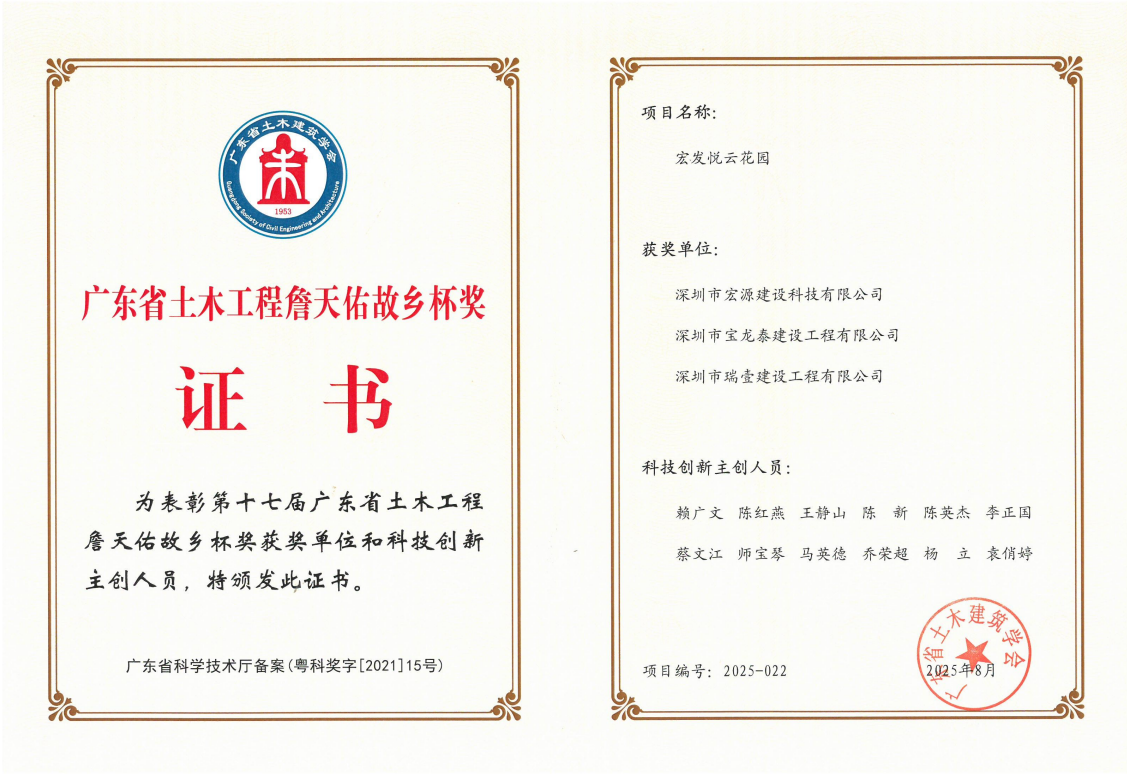 广东省土木建筑学会
1953
Guangdong Society of Civil Engineering and Architecture
广东省土木工程詹天佑故乡杯奖
证 书
为表彰第十七届广东省土木工程
詹天佑故乡杯奖获奖单位和科技创新
主创人员，特颁发此证书。
广东省科学技术厅备案(粤科奖字[2021]15号)
项目名称：
宏发悦云花园
获奖单位：
深圳市宏源建设科技有限公司
深圳市宝龙泰建设工程有限公司
深圳市瑞壹建设工程有限公司
科技创新主创人员：
赖广文 陈红燕 王静山 陈 新 陈英杰 李正国
蔡文江 师宝琴 马英德 乔荣超 杨 立 袁俏婷
项目编号：2025-022
2025年8月
广东省土木建筑学会